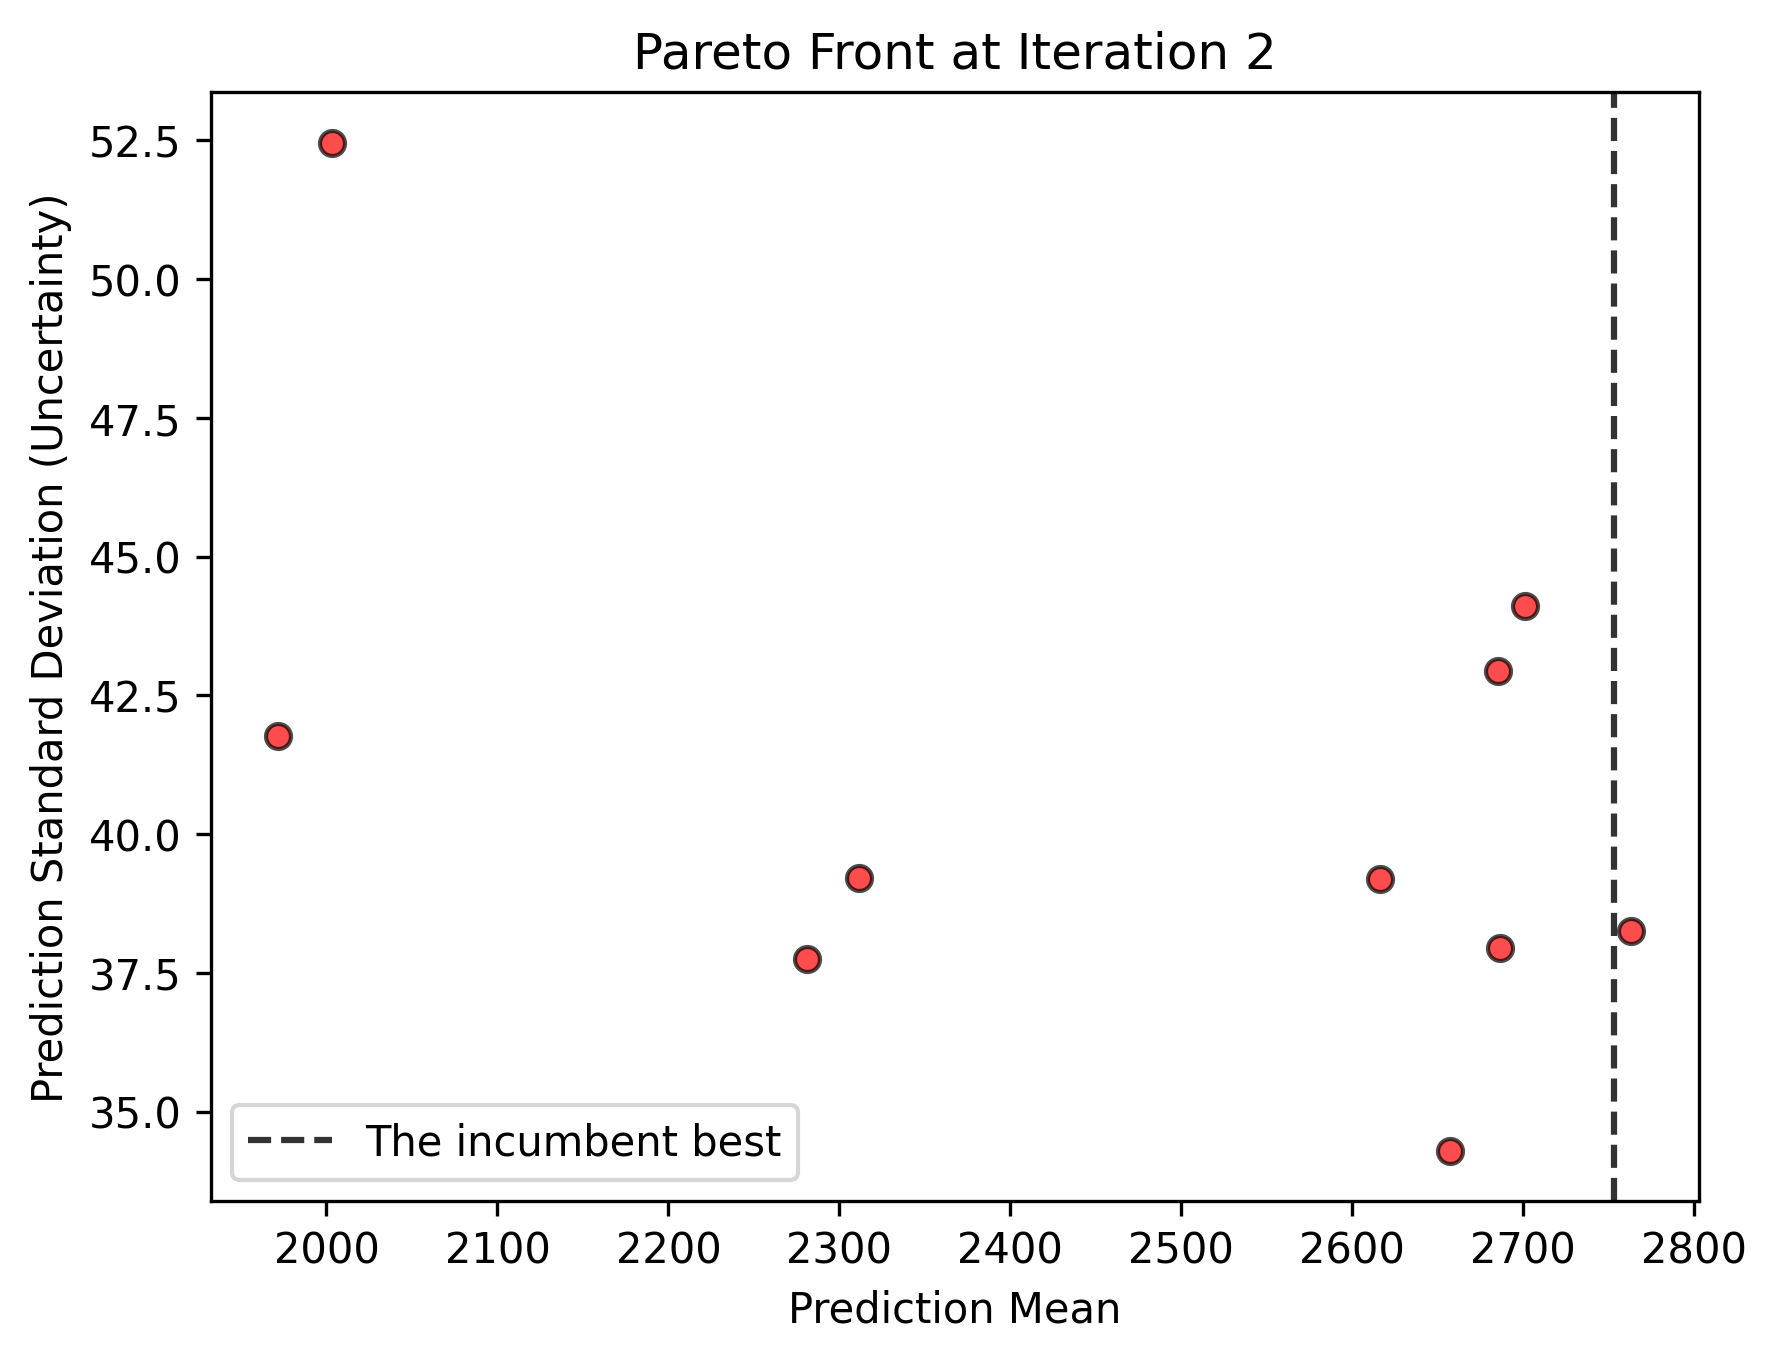 Pareto Front at Iteration 2
Prediction Standard Deviation (Uncertainty)
52.5
50.0
47.5
45.0
42.5
40.0
37.5
35.0
The incumbent best
2000 2100 2200 2300 2400 2500 2600 2700 2800
Prediction Mean